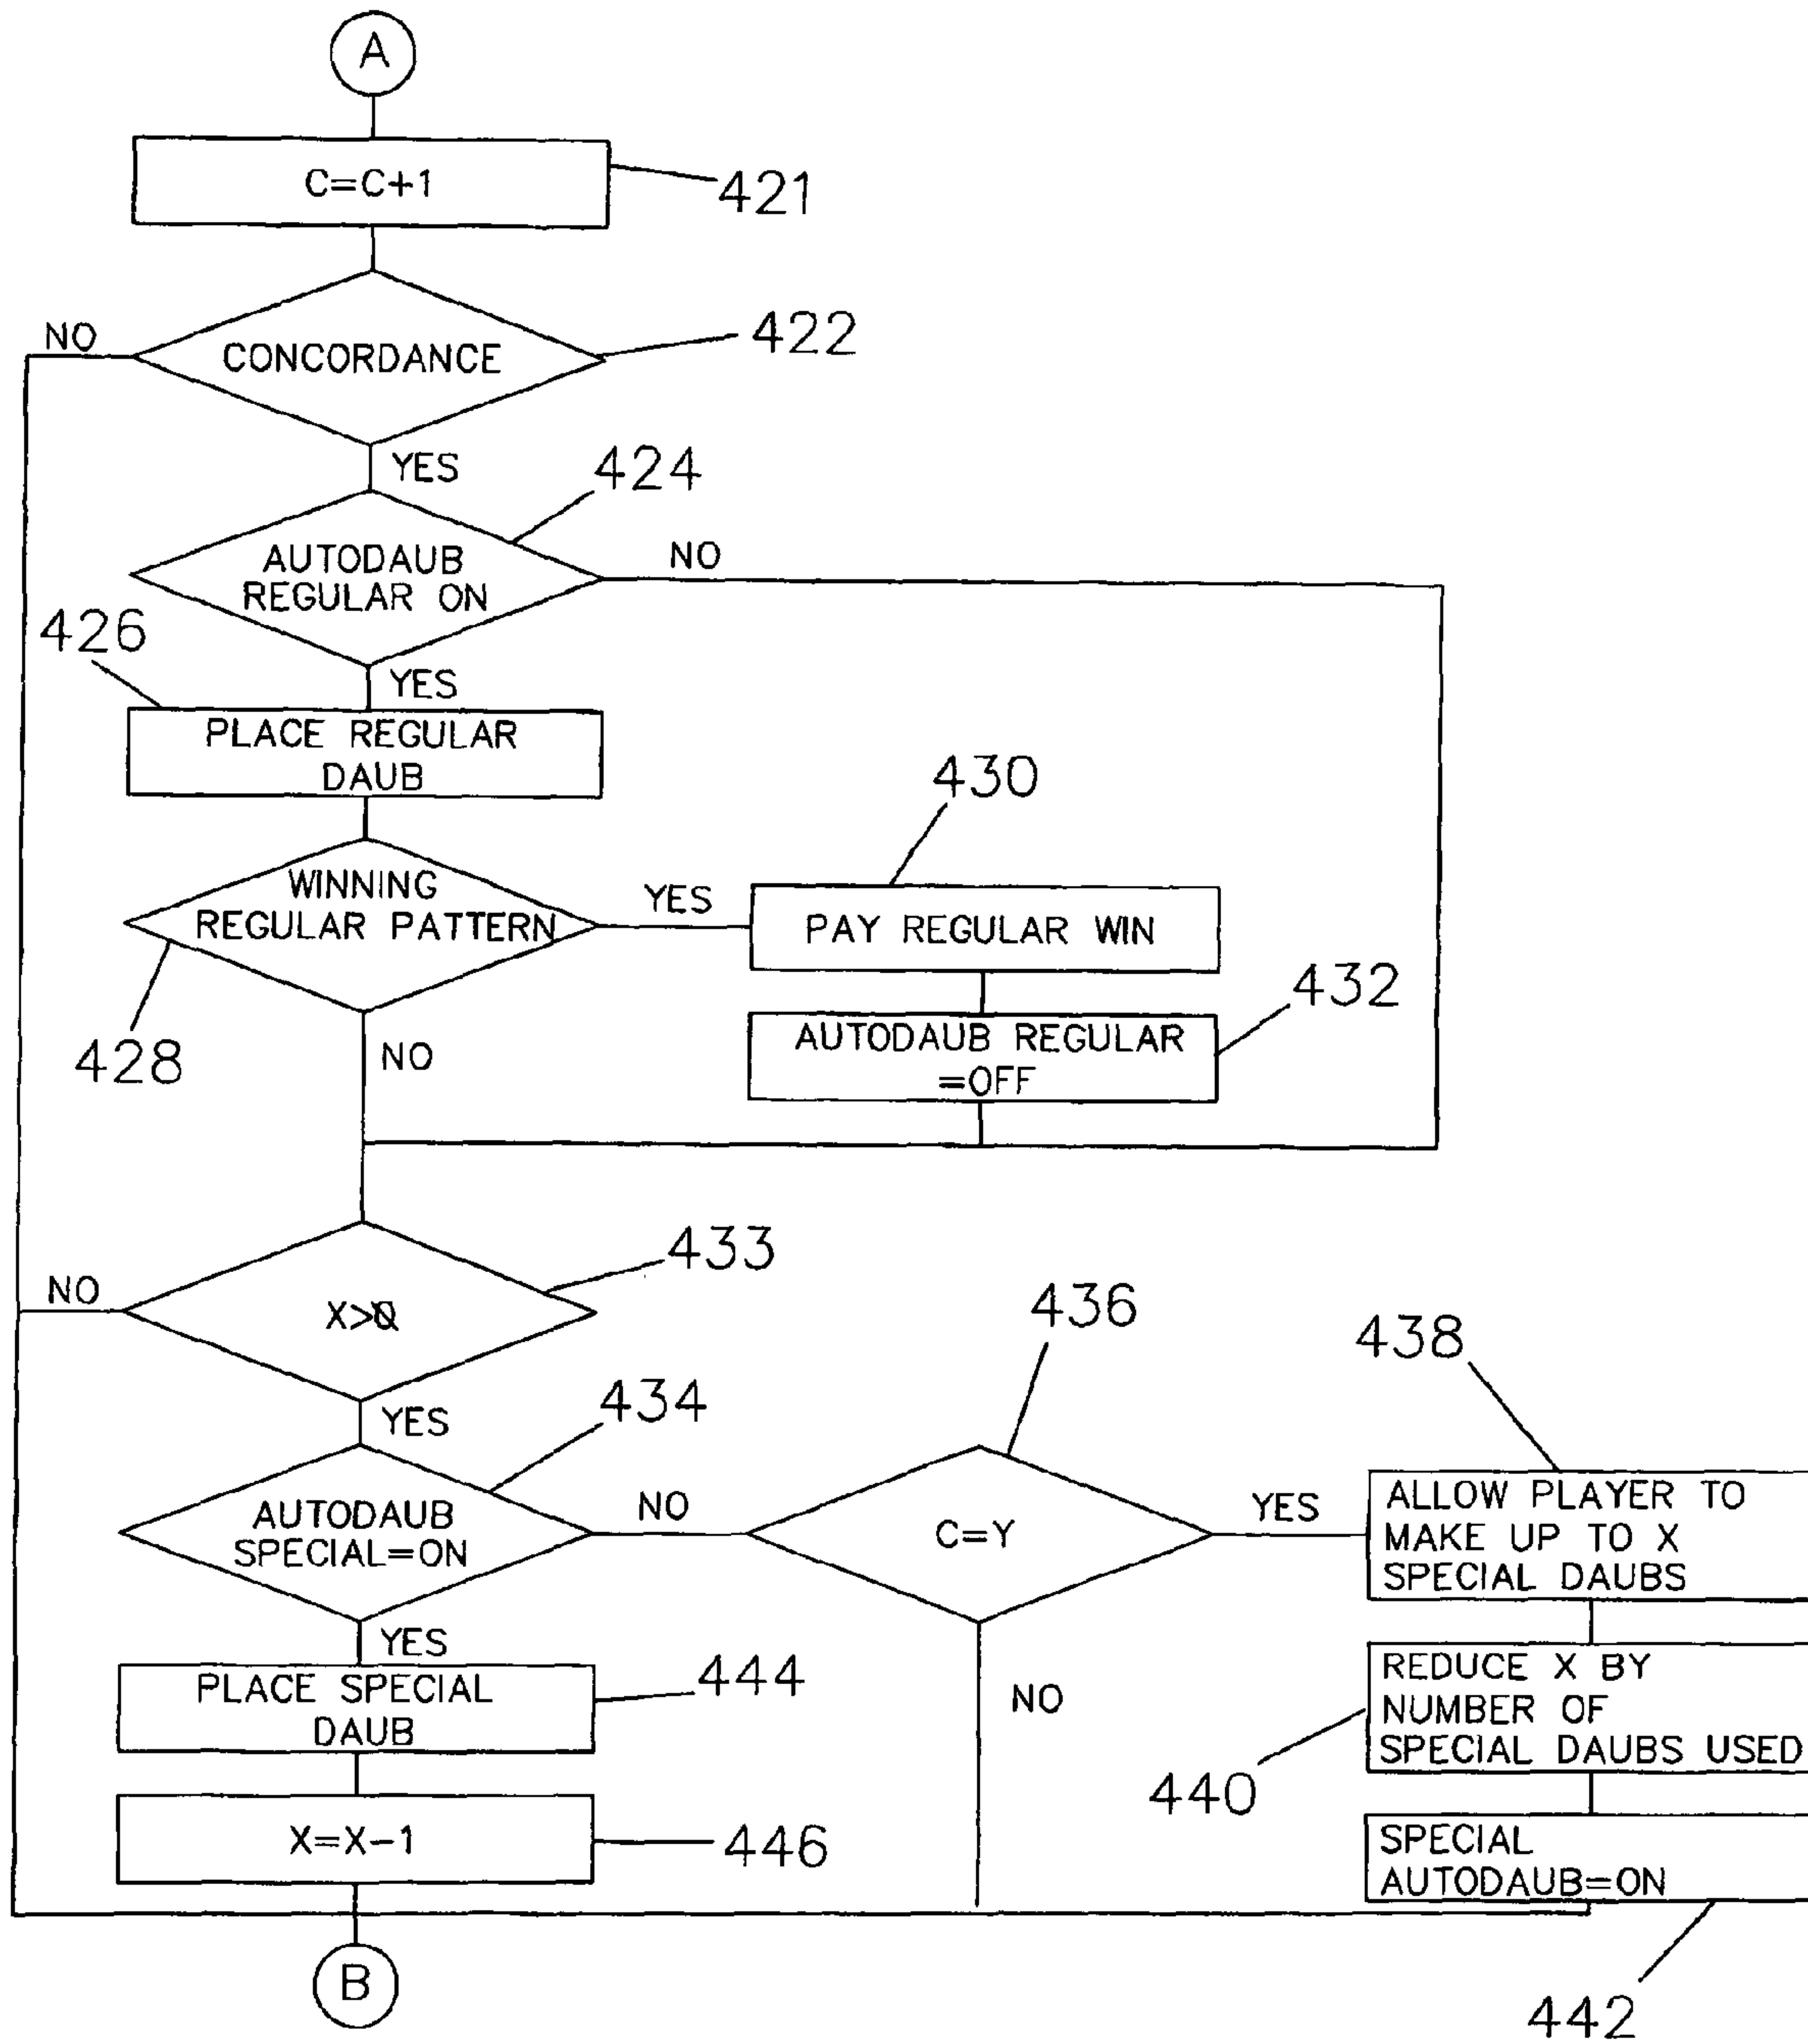 A
C=C+1
421
NO
CONCORDANCE
422
YES
424
AUTODAUB
REGULAR ON
NO
426
YES
PLACE REGULAR
DAUB
430
WINNING
REGULAR PATTERN
YES
PAY REGULAR WIN
432
428
NO
AUTODAUB REGULAR
=OFF
433
NO
X>0
436
438
YES
434
AUTODAUB
SPECIAL=ON
NO
C=Y
YES
ALLOW PLAYER TO
MAKE UP TO X
SPECIAL DAUBS
YES
PLACE SPECIAL
DAUB
444
NO
REDUCE X BY
NUMBER OF
SPECIAL DAUBS USED
440
X=X-1
446
SPECIAL
AUTODAUB=ON
B
442